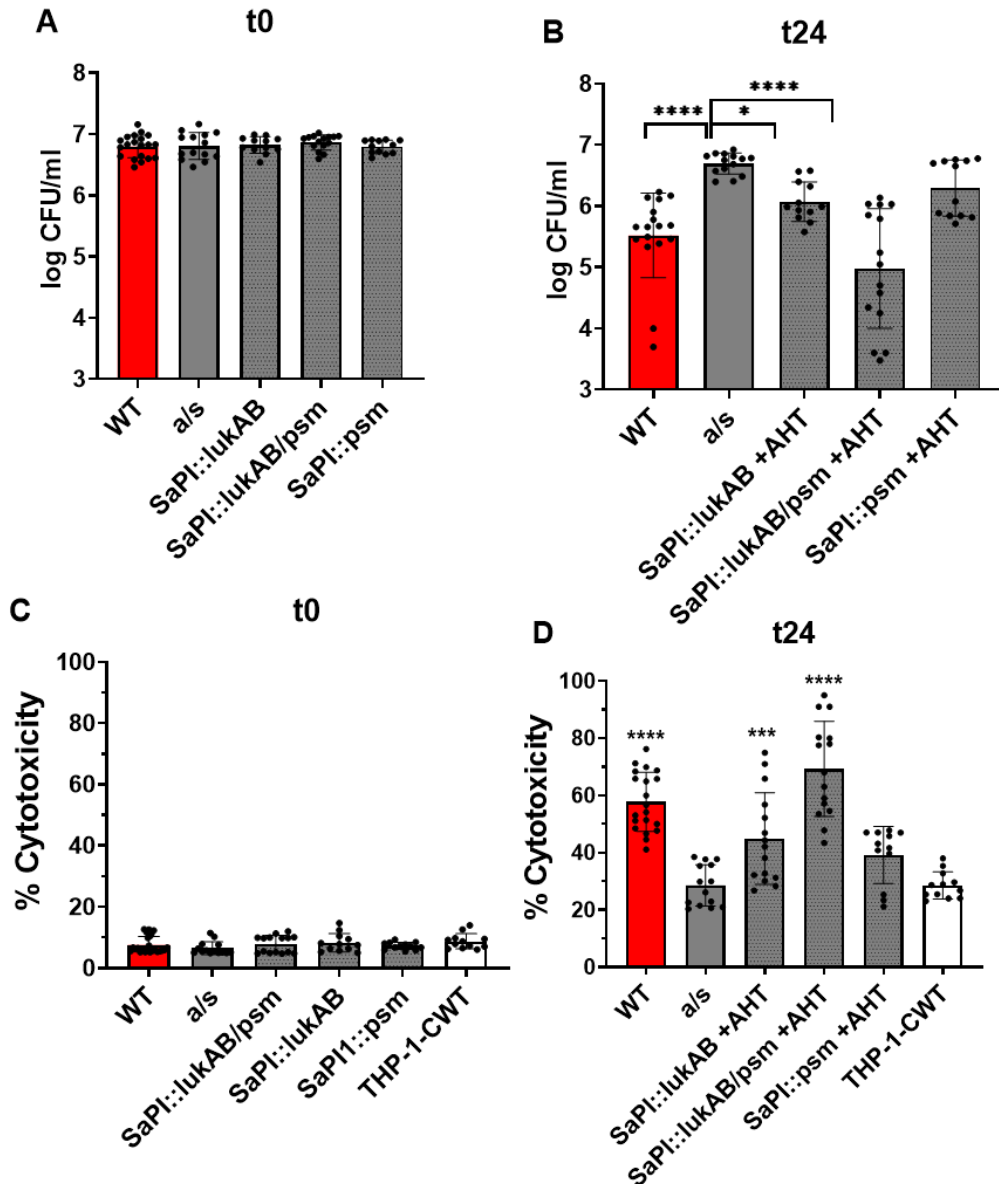 A
t0
log CFU/ml
8
7
6
5
4
3
WT
a/s
SaPI::lukAB
SaPI::lukAB/psm
SaPI::psm
B
t24
log CFU/ml
8
7
6
5
4
3
****
****
*
WT
a/s
SaPI::lukAB +AHT
SaPI::lukAB/psm +AHT
SaPI::psm +AHT
C
t0
% Cytotoxicity
100
80
60
40
20
0
WT
a/s
SaPI::lukAB/psm
SaPI::lukAB
SaPI1::psm
THP-1-CWT
D
t24
% Cytotoxicity
100
80
60
40
20
0
****
***
****
WT
a/s
SaPI::lukAB +AHT
SaPI::lukAB/psm +AHT
SaPI::psm +AHT
THP-1-CWT